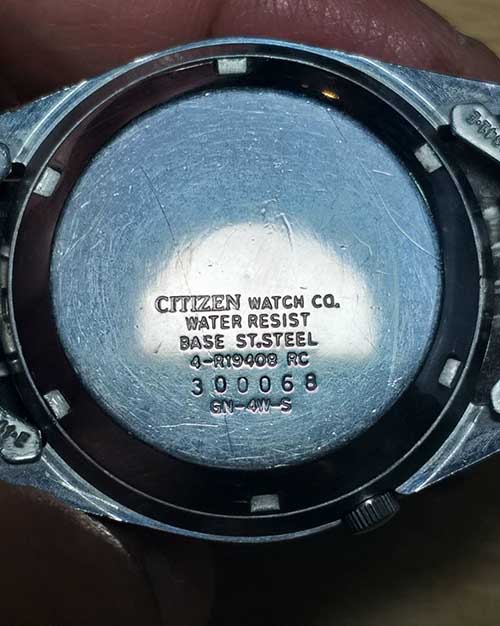 CITIZEN WATCH CO.
WATER RESIST
BASE ST.STEEL
4-R19408 RC
300068
GN-4W-S